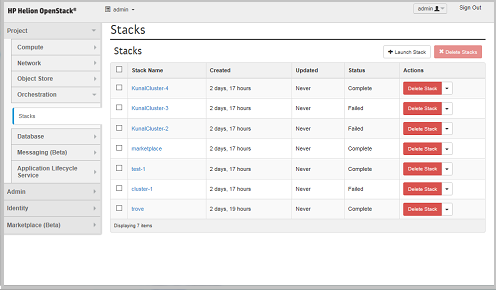 HP Helion OpenStack®
admin
admin
Sign Out
Project
Compute
Network
Object Store
Orchestration
Stacks
Database
Messaging (Beta)
Application Lifecycle
Service
Admin
Identity
Marketplace (Beta)
Stacks
Stacks
+ Launch Stack
Delete Stacks
Stack Name Created Updated Status Actions
KunalCluster-4 2 days, 17 hours Never Complete Delete Stack
KunalCluster-3 2 days, 17 hours Never Failed Delete Stack
KunalCluster-2 2 days, 17 hours Never Failed Delete Stack
marketplace 2 days, 17 hours Never Complete Delete Stack
test-1 2 days, 17 hours Never Complete Delete Stack
cluster-1 2 days, 17 hours Never Failed Delete Stack
trove 2 days, 19 hours Never Complete Delete Stack
Displaying 7 items